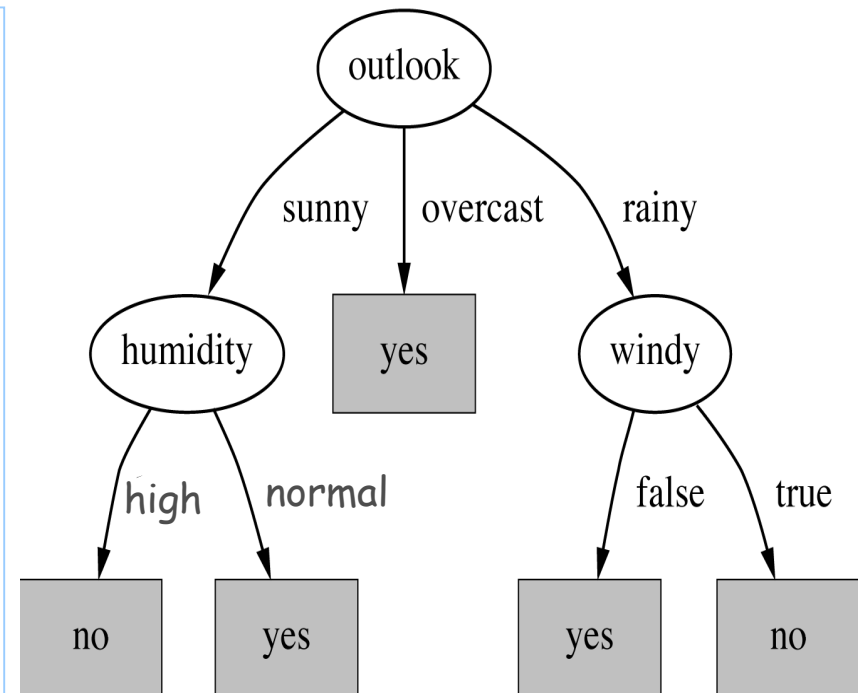 outlook
sunny overcast rainy
humidity yes windy
high normal false true
no yes yes no